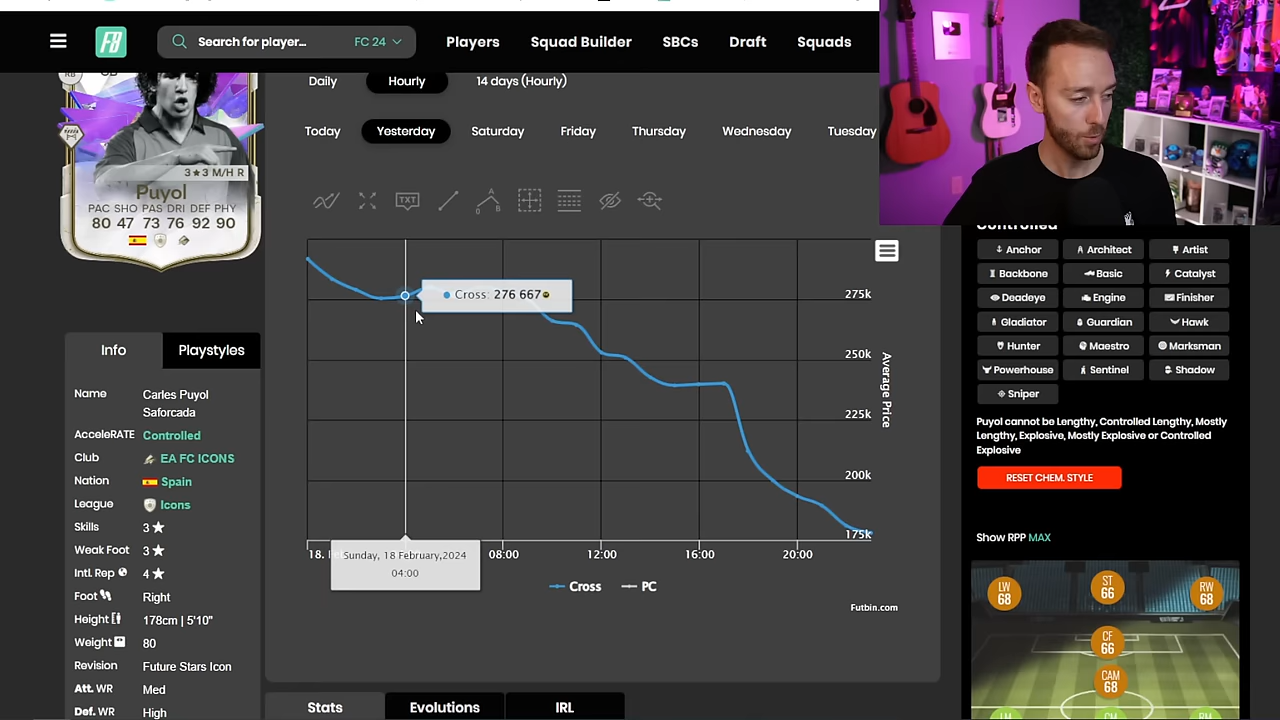 FB
Search for player...
FC 24
Players
Squad Builder
SBCs
Draft
Squads
RB
3★3 M/H R
Puyol
PAC SHO PAS DRI DEF PHY
80 47 73 76 92 90
Daily
Hourly
14 days (Hourly)
Today
Yesterday
Saturday
Friday
Thursday
Wednesday
Tuesday
TXT
Cross: 276 667
275k
250k
225k
200k
175k
Average Price
18.
08:00
12:00
16:00
20:00
Sunday, 18 February,2024
04:00
Cross
PC
Futbin.com
Info
Playstyles
Name
Carles Puyol
Saforcada
AcceleRATE
Controlled
Club
EA FC ICONS
Nation
Spain
League
Icons
Skills
3★
Weak Foot
3★
Intl. Rep
4★
Foot
Right
Height
178cm | 5'10"
Weight
80
Revision
Future Stars Icon
Att. WR
Med
Def. WR
High
Stats
Evolutions
IRL
Controlled
Anchor
Architect
Artist
Backbone
Basic
Catalyst
Deadeye
Engine
Finisher
Gladiator
Guardian
Hawk
Hunter
Maestro
Marksman
Powerhouse
Sentinel
Shadow
Sniper
Puyol cannot be Lengthy, Controlled Lengthy, Mostly
Lengthy, Explosive, Mostly Explosive or Controlled
Explosive
RESET CHEM. STYLE
Show RPP MAX
LW
68
ST
66
RW
68
CF
66
CAM
68